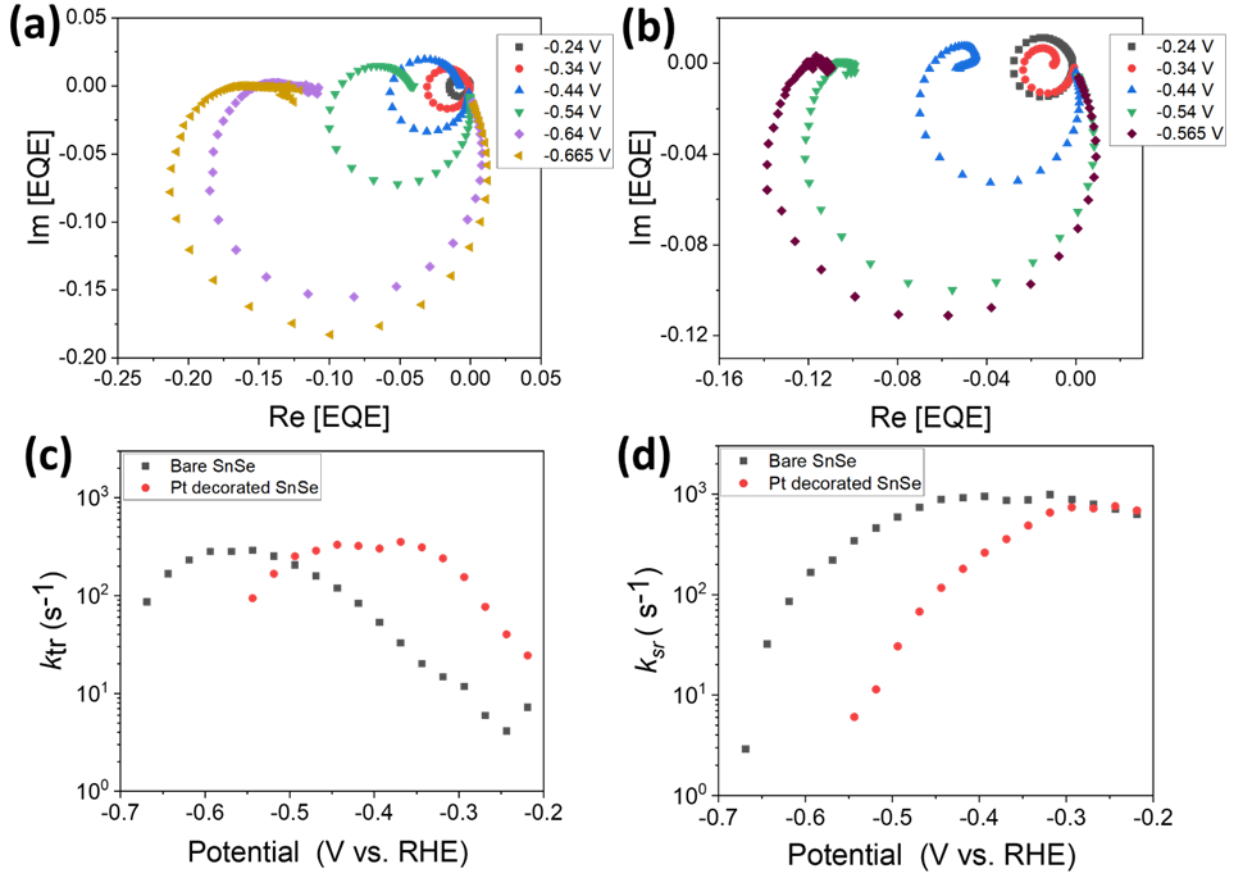 (a)
0.05
0.00
-0.05
-0.10
-0.15
-0.20
Im [EQE]
-0.25 -0.20 -0.15 -0.10 -0.05 0.00 0.05
Re [EQE]
-0.24 V
-0.34 V
-0.44 V
-0.54 V
-0.64 V
-0.665 V
(b)
0.00
-0.04
-0.08
-0.12
Im [EQE]
-0.16 -0.12 -0.08 -0.04 0.00
Re [EQE]
-0.24 V
-0.34 V
-0.44 V
-0.54 V
-0.565 V
(c)
Bare SnSe
Pt decorated SnSe
10³
10²
10¹
10⁰
ktr (s⁻¹)
-0.7 -0.6 -0.5 -0.4 -0.3 -0.2
Potential (V vs. RHE)
(d)
Bare SnSe
Pt decorated SnSe
10³
10²
10¹
10⁰
ksr ( s⁻¹)
-0.7 -0.6 -0.5 -0.4 -0.3 -0.2
Potential (V vs. RHE)